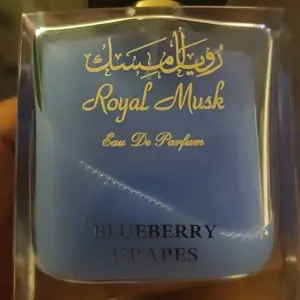 رويال مسك
Royal Musk
Eau De Parfum
BLUEBERRY
GRAPES